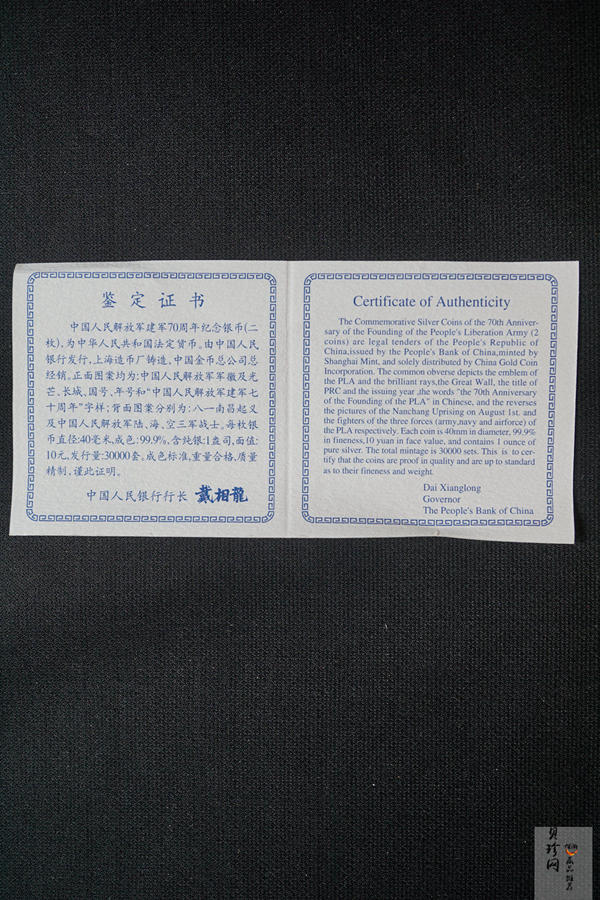 鉴定证书
中国人民解放军建军70周年纪念银币(二
枚),为中华人民共和国法定货币。由中国人民
银行发行,上海造币厂铸造,中国金币总公司总
经销。正面图案均为:中国人民解放军军徽及光
芒、长城、国号、年号和“中国人民解放军建军七
十周年”字样;背面图案分别为:八一南昌起义
及中国人民解放军陆、海、空三军战士。每枚银
币直径:40毫米,成色:99.9%,含纯银:1盎司,面值:
10元,发行量:30000套。成色标准,重量合格,质量
精制,谨此证明。
中国人民银行行长 戴相龍
Certificate of Authenticity
The Commemorative Silver Coins of the 70th Anniver-
sary of the Founding of the People's Liberation Army (2
coins) are legal tenders of the People's Republic of
China,issued by the People's Bank of China,minted by
Shanghai Mint, and solely distributed by China Gold Coin
Incorporation. The common obverse depicts the emblem of
the PLA and the brilliant rays,the Great Wall, the title of
PRC and the issuing year ,the words "the 70th Anniversary
of the Founding of the PLA" in Chinese, and the reverses
the pictures of the Nanchang Uprising on August 1st. and
the fighters of the three forces (army,navy and airforce) of
the PLA respectively. Each coin is 40mm in diameter, 99.9%
in fineness,10 yuan in face value, and contains 1 ounce of
pure silver. The total mintage is 30000 sets. This is to cer-
tify that the coins are proof in quality and are up to standard
as to their fineness and weight.
Dai Xianglong
Governor
The People's Bank of China
贝珍网